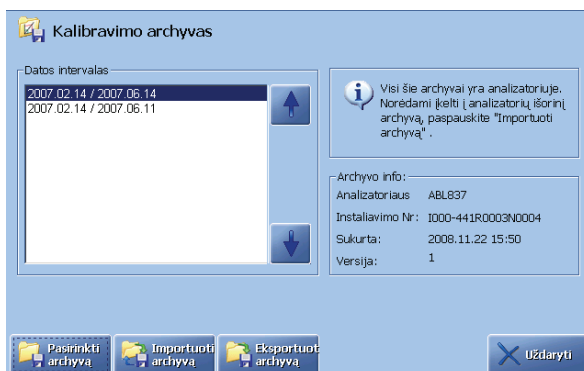 Kalibravimo archyvas
Datos intervalas
2007.02.14 / 2007.06.14
2007.02.14 / 2007.06.11
Visi šie archyvai yra analizatoriuje.
Norėdami įkelti į analizatorių išorinį
archyvą, paspauskite "Importuoti
archyvą" .
Archyvo info:
Analizatoriaus ABL837
Instaliavimo Nr: I000-441R0003N0004
Sukurta: 2008.11.22 15:50
Versija: 1
Pasirinkti
archyvą
Importuoti
archyvą
Eksportuot
archyvą
Uždaryti